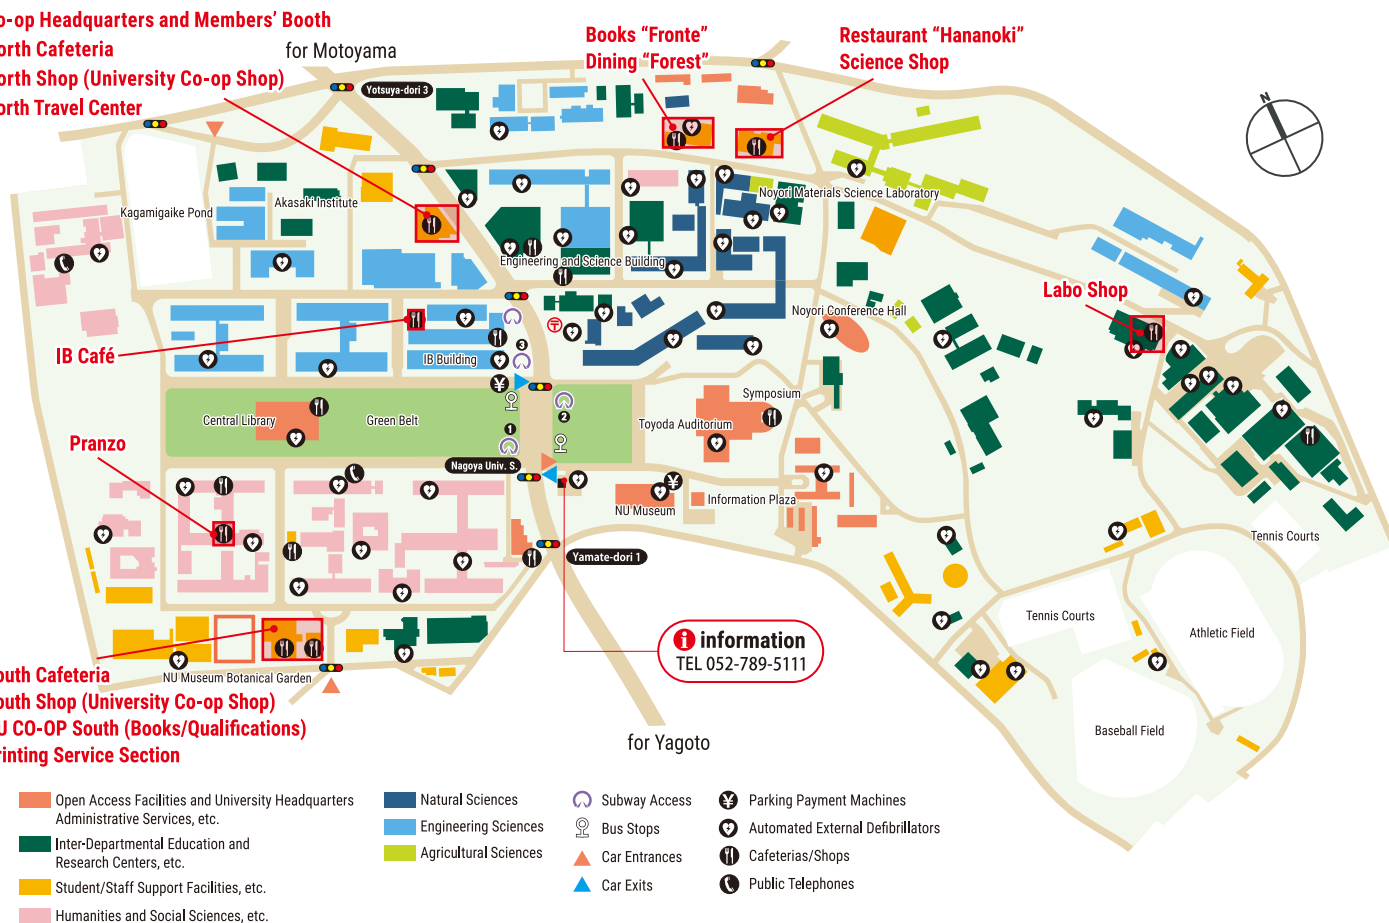 o-op Headquarters and Members’ Booth
orth Cafeteria
orth Shop (University Co-op Shop)
orth Travel Center
for Motoyama
Books “Fronte”
Dining “Forest”
Restaurant “Hananoki”
Science Shop
Yotsuya-dori 3
N
Kagamigaike Pond
Akasaki Institute
Noyori Materials Science Laboratory
Engineering and Science Building
Labo Shop
Noyori Conference Hall
IB Café
IB Building
3
2
1
Central Library
Green Belt
Symposium
Toyoda Auditorium
Pranzo
Nagoya Univ. S.
NU Museum
Information Plaza
Tennis Courts
Yamate-dori 1
Tennis Courts
Athletic Field
information
TEL 052-789-5111
outh Cafeteria
NU Museum Botanical Garden
outh Shop (University Co-op Shop)
U CO-OP South (Books/Qualifications)
rinting Service Section
for Yagoto
Baseball Field
Open Access Facilities and University Headquarters
Administrative Services, etc.
Inter-Departmental Education and
Research Centers, etc.
Student/Staff Support Facilities, etc.
Humanities and Social Sciences, etc.
Natural Sciences
Engineering Sciences
Agricultural Sciences
Subway Access
Bus Stops
Car Entrances
Car Exits
Parking Payment Machines
Automated External Defibrillators
Cafeterias/Shops
Public Telephones